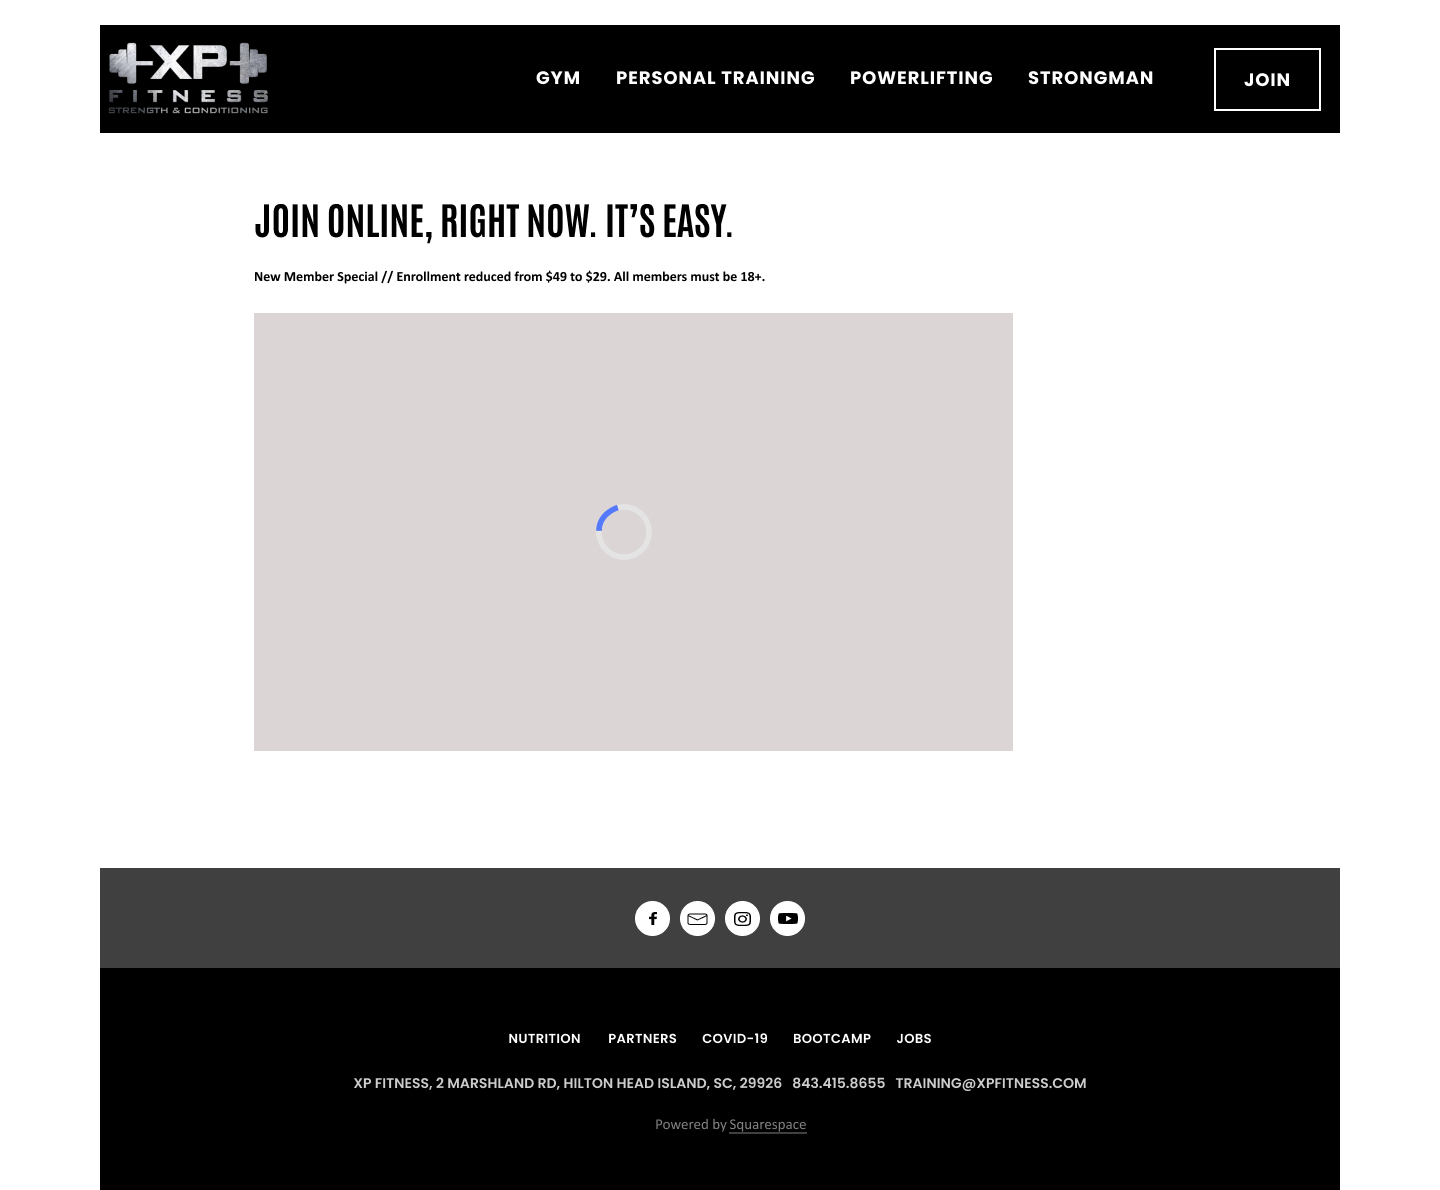 XP
FITNESS
STRENGTH & CONDITIONING
GYM PERSONAL TRAINING POWERLIFTING STRONGMAN JOIN
JOIN ONLINE, RIGHT NOW. IT’S EASY.
New Member Special // Enrollment reduced from $49 to $29. All members must be 18+.
NUTRITION PARTNERS COVID-19 BOOTCAMP JOBS
XP FITNESS, 2 MARSHLAND RD, HILTON HEAD ISLAND, SC, 29926 843.415.8655 TRAINING@XPFITNESS.COM
Powered by Squarespace